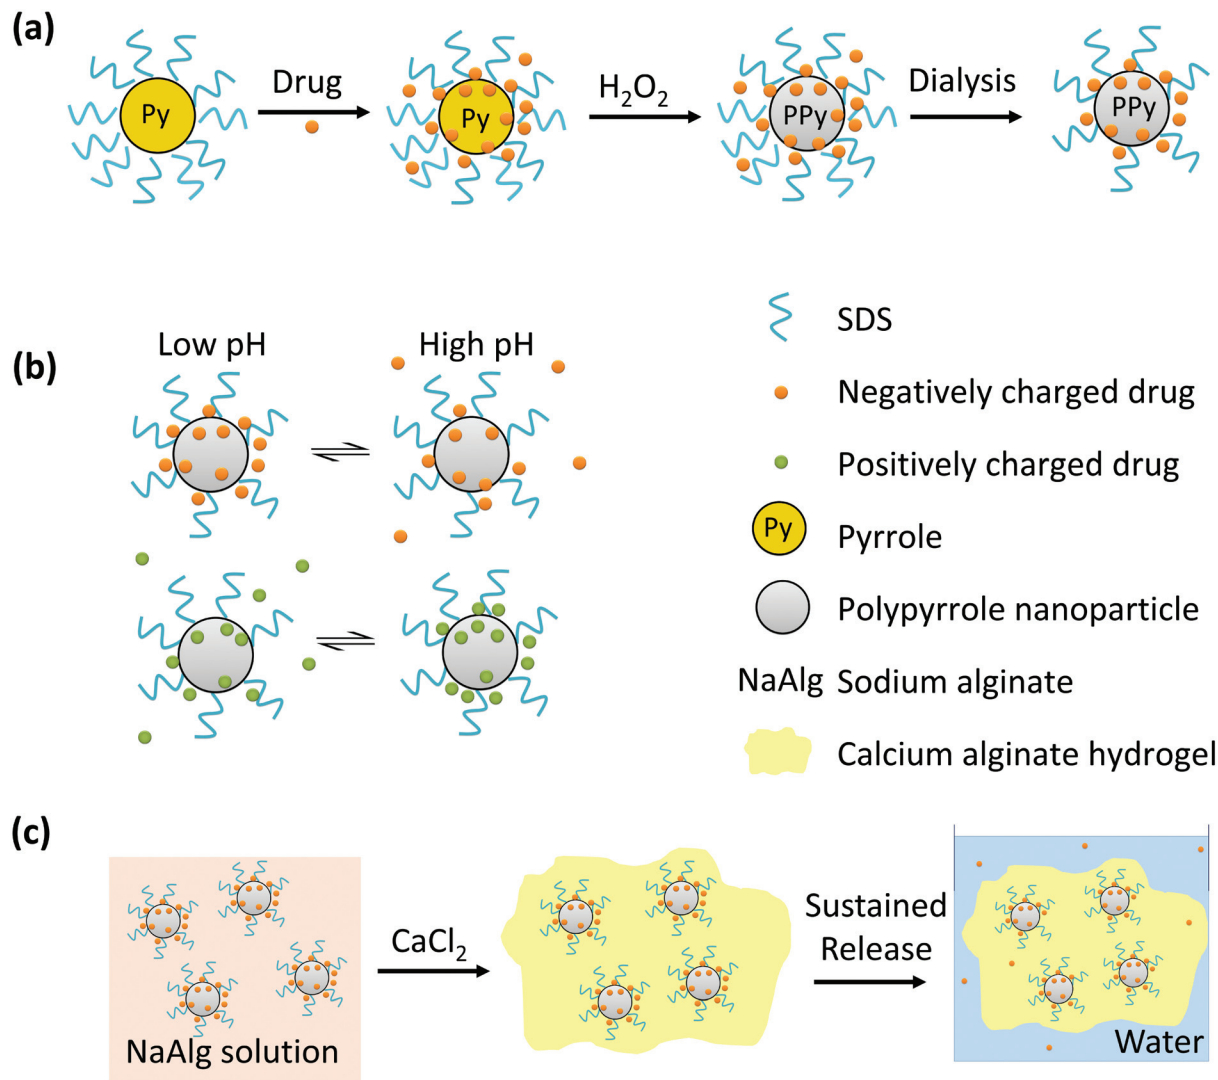 (a)
Py
Drug
Py
H₂O₂
PPy
Dialysis
PPy
(b)
Low pH
High pH
SDS
Negatively charged drug
Positively charged drug
Py
Pyrrole
Polypyrrole nanoparticle
NaAlg Sodium alginate
Calcium alginate hydrogel
(c)
NaAlg solution
CaCl₂
Sustained
Release
Water